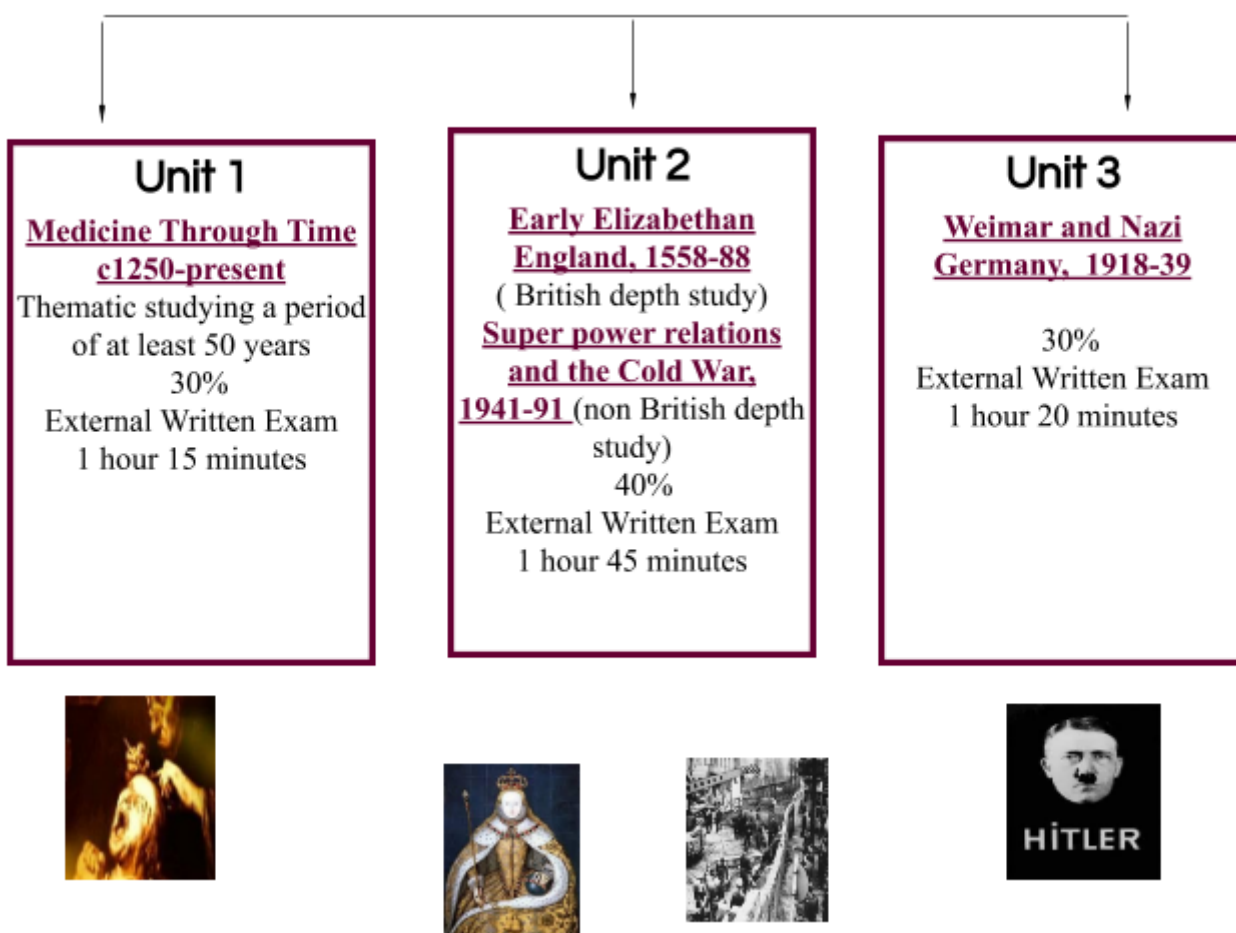 Unit 1
Medicine Through Time
c1250-present
Thematic studying a period
of at least 50 years
30%
External Written Exam
1 hour 15 minutes
Unit 2
Early Elizabethan
England, 1558-88
( British depth study)
Super power relations
and the Cold War,
1941-91 (non British depth
study)
40%
External Written Exam
1 hour 45 minutes
Unit 3
Weimar and Nazi
Germany,  1918-39
30%
External Written Exam
1 hour 20 minutes
HiTLER